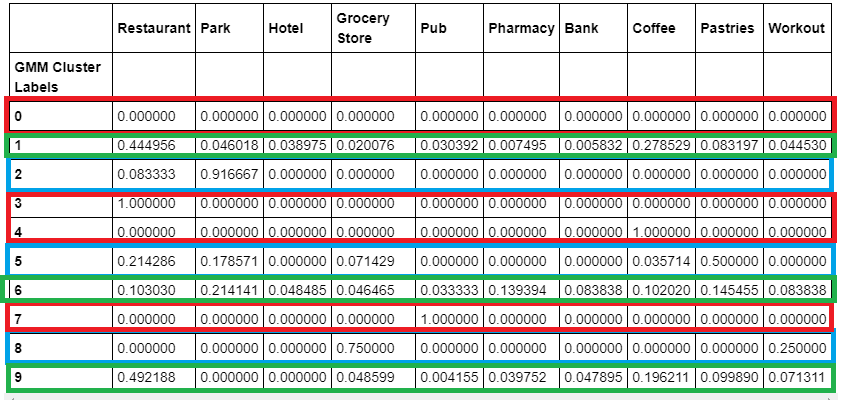 Restaurant Park Hotel Grocery Store Pub Pharmacy Bank Coffee Pastries Workout
GMM Cluster Labels
0 0.000000 0.000000 0.000000 0.000000 0.000000 0.000000 0.000000 0.000000 0.000000 0.000000
1 0.444956 0.046018 0.038975 0.020076 0.030392 0.007495 0.005832 0.278529 0.083197 0.044530
2 0.083333 0.916667 0.000000 0.000000 0.000000 0.000000 0.000000 0.000000 0.000000 0.000000
3 1.000000 0.000000 0.000000 0.000000 0.000000 0.000000 0.000000 0.000000 0.000000 0.000000
4 0.000000 0.000000 0.000000 0.000000 0.000000 0.000000 0.000000 1.000000 0.000000 0.000000
5 0.214286 0.178571 0.000000 0.071429 0.000000 0.000000 0.000000 0.035714 0.500000 0.000000
6 0.103030 0.214141 0.048485 0.046465 0.033333 0.139394 0.083838 0.102020 0.145455 0.083838
7 0.000000 0.000000 0.000000 0.000000 1.000000 0.000000 0.000000 0.000000 0.000000 0.000000
8 0.000000 0.000000 0.000000 0.750000 0.000000 0.000000 0.000000 0.000000 0.000000 0.250000
9 0.492188 0.000000 0.000000 0.048599 0.004155 0.039752 0.047895 0.196211 0.099890 0.071311